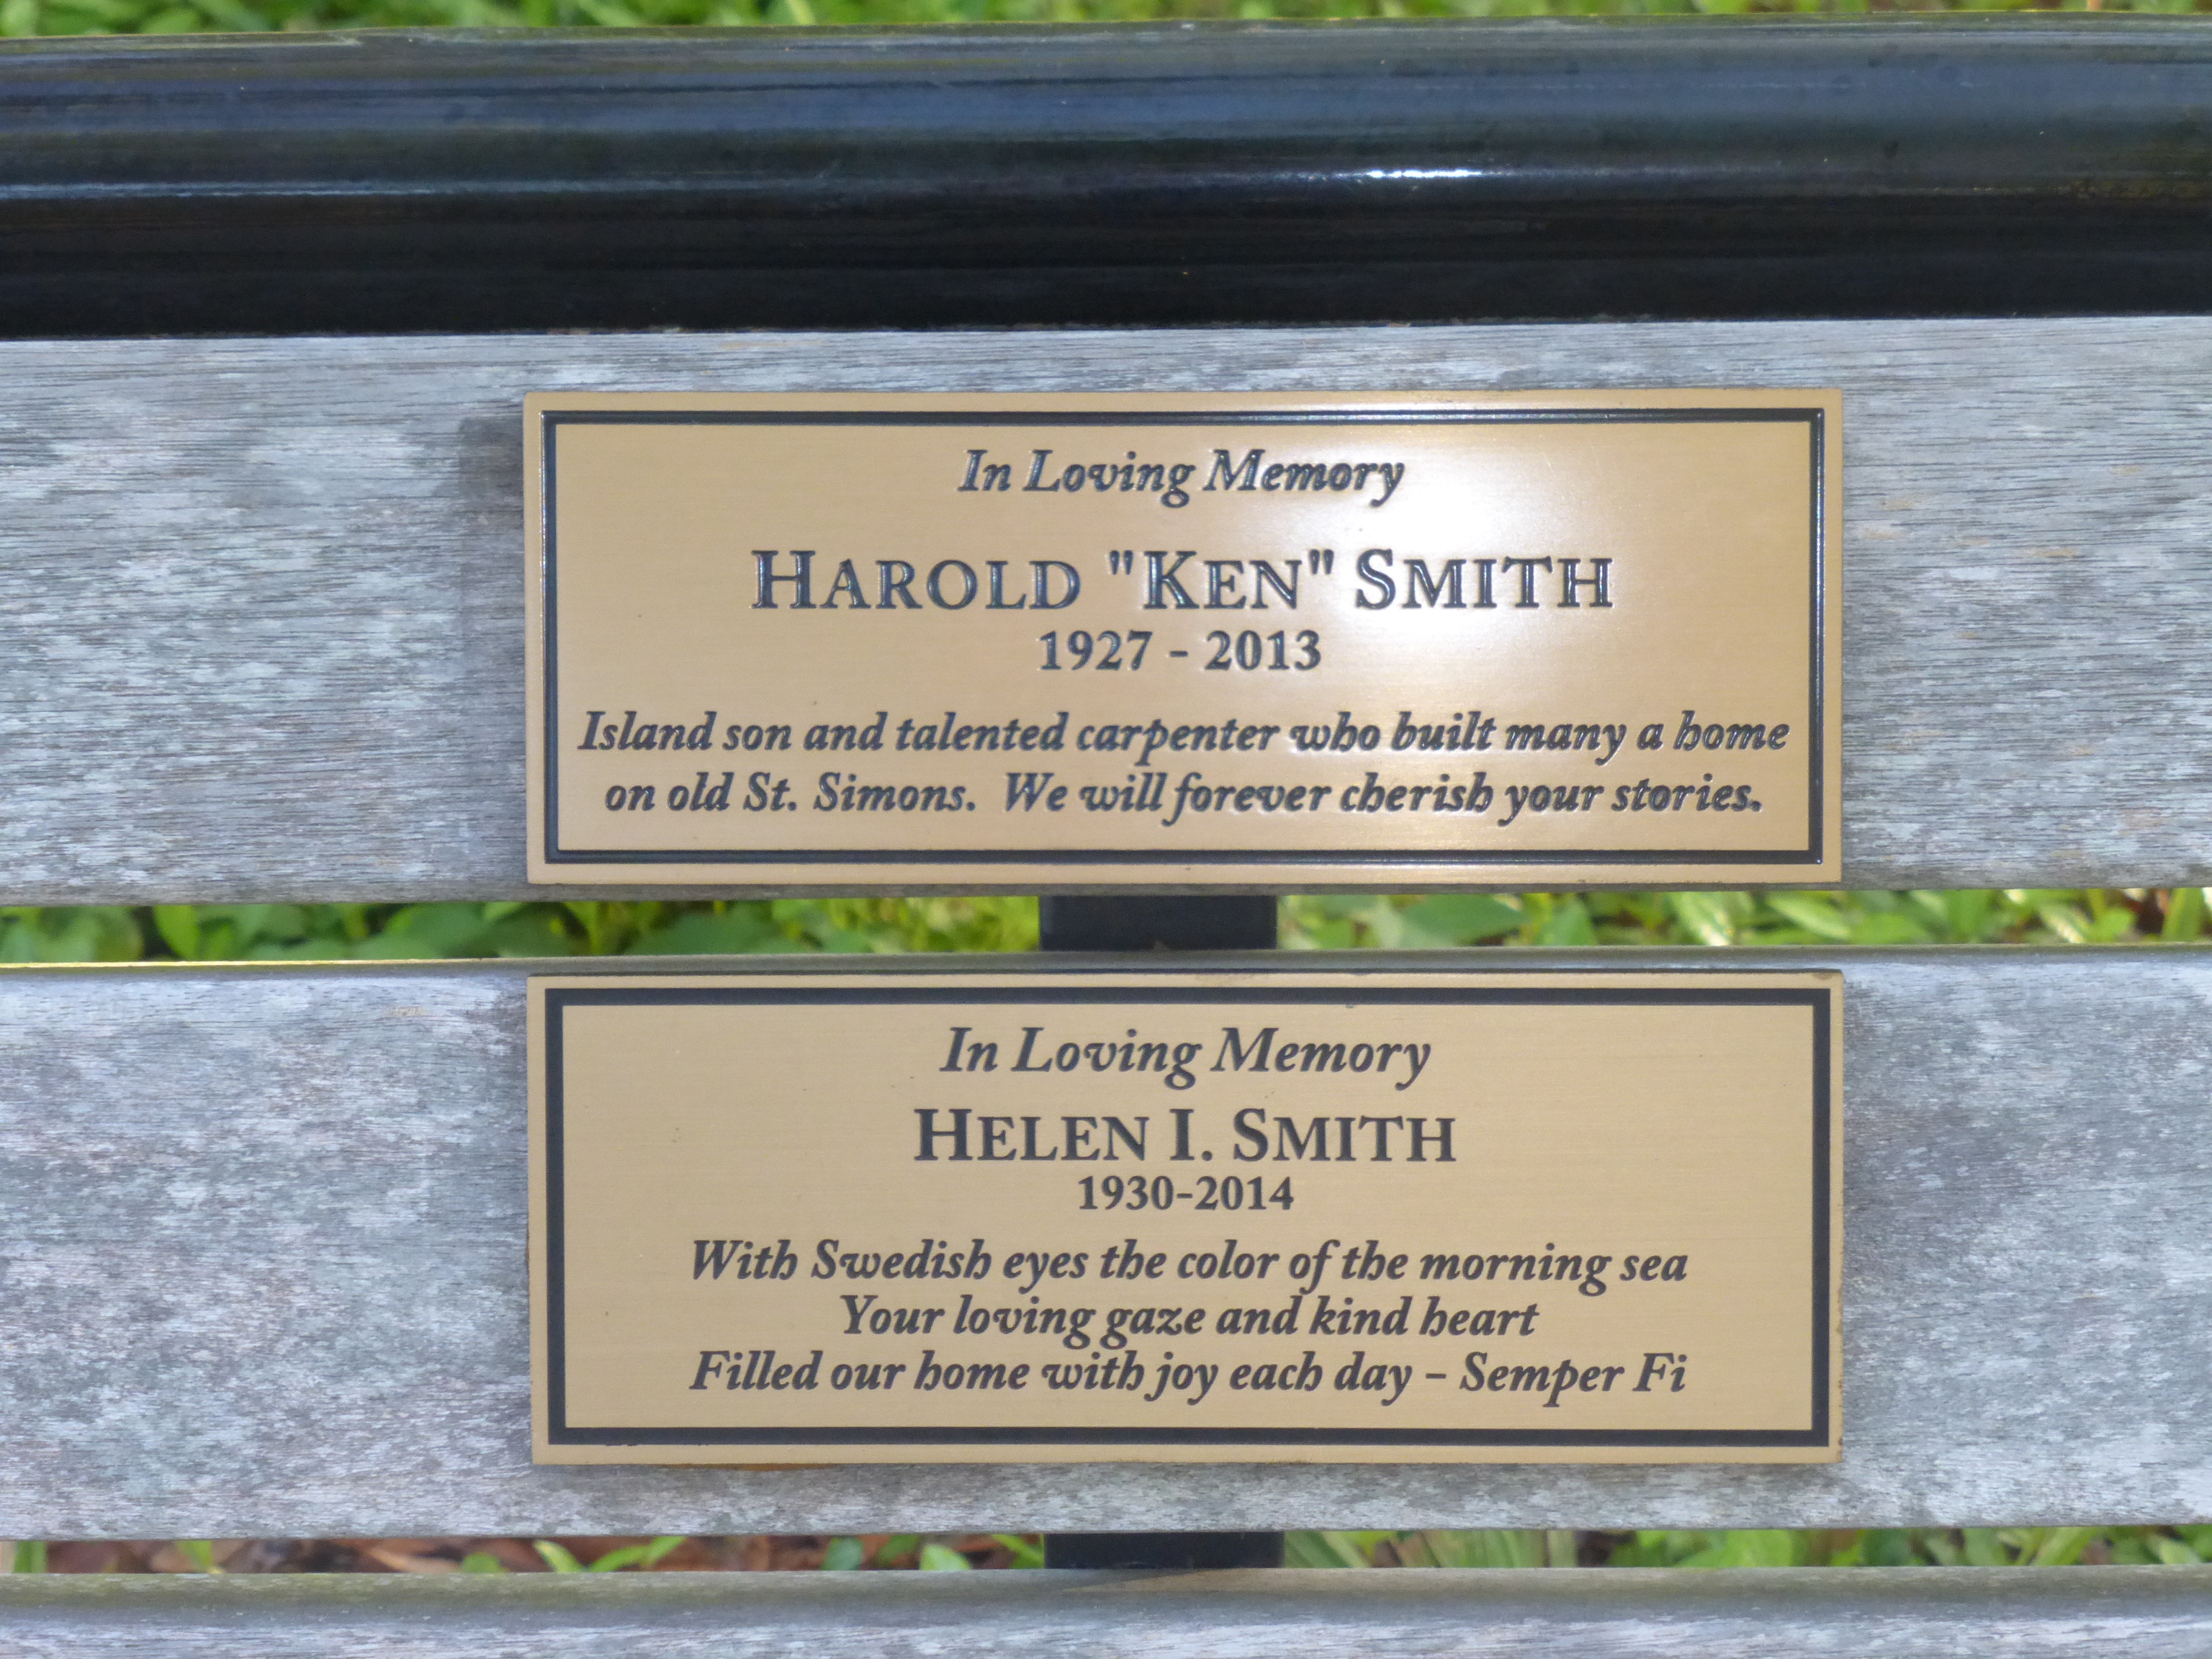 In Loving Memory
HAROLD "KEN" SMITH
1927 - 2013
Island son and talented carpenter who built many a home
on old St. Simons. We will forever cherish your stories.
In Loving Memory
HELEN I. SMITH
1930-2014
With Swedish eyes the color of the morning sea
Your loving gaze and kind heart
Filled our home with joy each day - Semper Fi